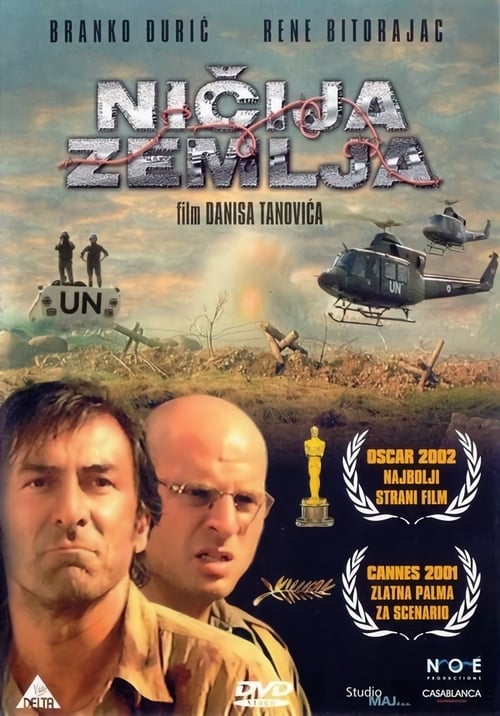 BRANKO ĐURIĆ RENE BITORAJAC
NIČIJA
ZEMLJA
film DANISA TANOVIĆA
UN
UN
OSCAR 2002
NAJBOLJI
STRANI FILM
CANNES 2001
ZLATNA PALMA
ZA SCENARIO
DELTA
DVD
VIDEO
Studio
MAJ...
NOÉ
PRODUCTIONS
CASABLANCA